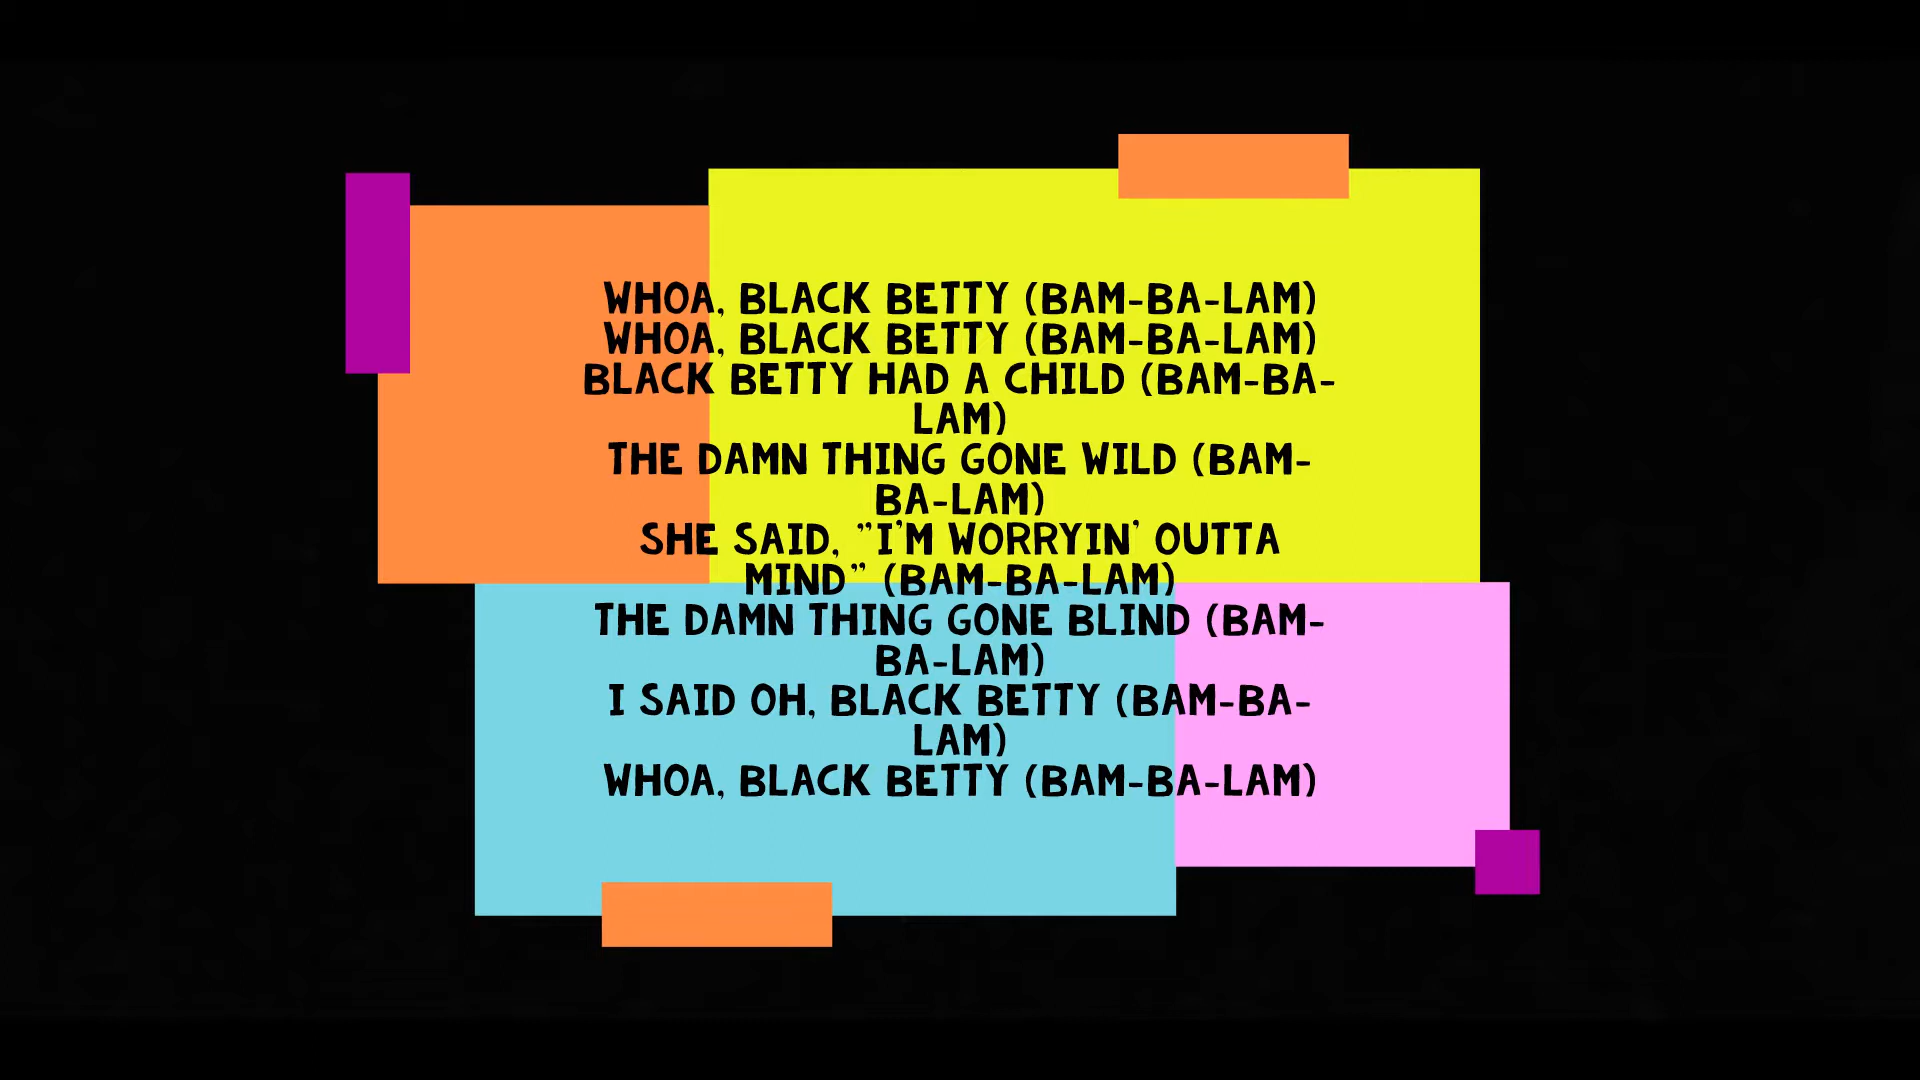 WHOA, BLACK BETTY (BAM-BA-LAM)
WHOA, BLACK BETTY (BAM-BA-LAM)
BLACK BETTY HAD A CHILD (BAM-BA-
LAM)
THE DAMN THING GONE WILD (BAM-
BA-LAM)
SHE SAID, "I'M WORRYIN' OUTTA
MIND" (BAM-BA-LAM)
THE DAMN THING GONE BLIND (BAM-
BA-LAM)
I SAID OH, BLACK BETTY (BAM-BA-
LAM)
WHOA, BLACK BETTY (BAM-BA-LAM)